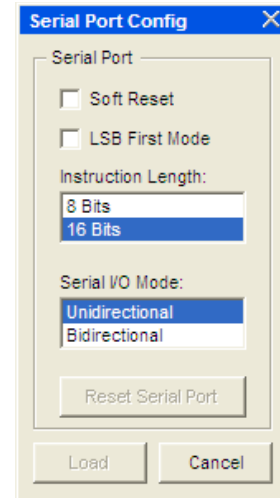 Serial Port Config
Serial Port
Soft Reset
LSB First Mode
Instruction Length:
8 Bits
16 Bits
Serial I/O Mode:
Unidirectional
Bidirectional
Reset Serial Port
Load
Cancel